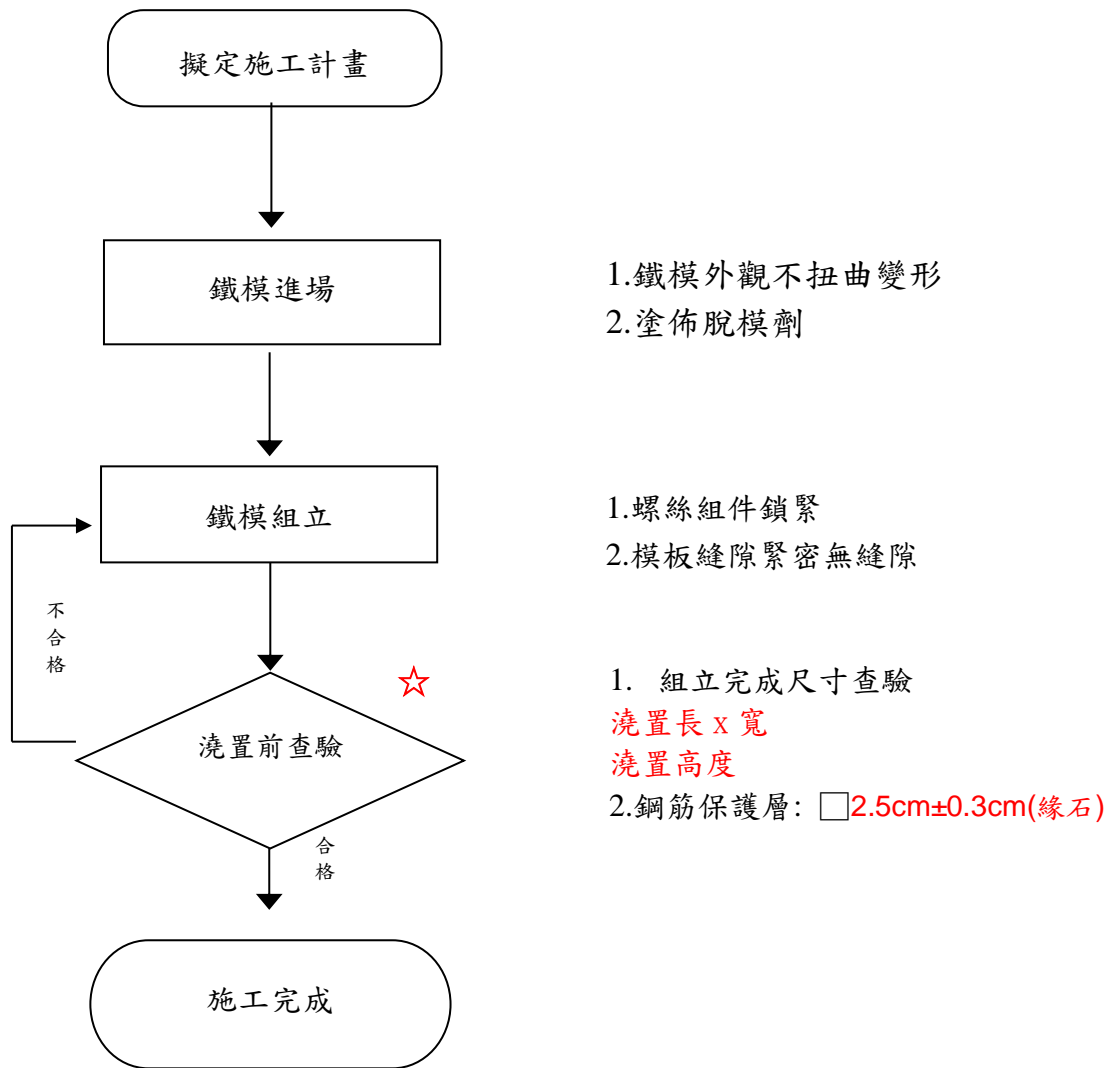 擬定施工計畫
鐵模進場
1.鐵模外觀不扭曲變形
2.塗佈脫模劑
鐵模組立
1.螺絲組件鎖緊
2.模板縫隙緊密無縫隙
不
合
格
☆
澆置前查驗
1. 組立完成尺寸查驗
澆置長 x 寬
澆置高度
2.鋼筋保護層: □2.5cm±0.3cm(緣石)
合
格
施工完成